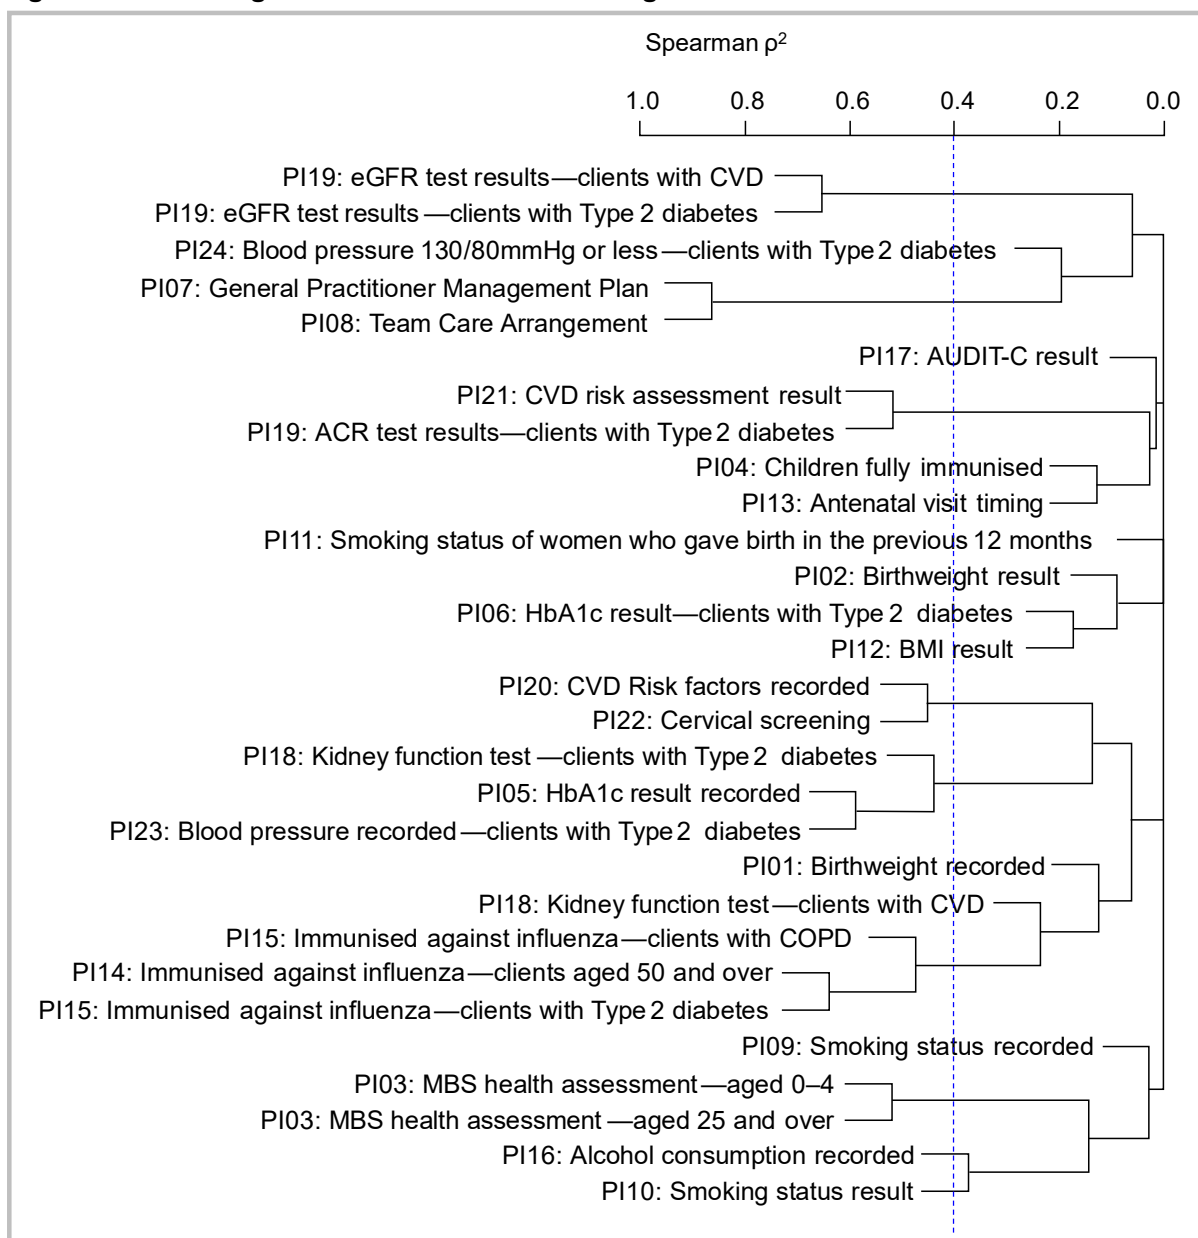 Spearman ρ²
1.0 0.8 0.6 0.4 0.2 0.0
PI19: eGFR test results—clients with CVD
PI19: eGFR test results —clients with Type 2 diabetes
PI24: Blood pressure 130/80mmHg or less—clients with Type 2 diabetes
PI07: General Practitioner Management Plan
PI08: Team Care Arrangement
PI17: AUDIT-C result
PI21: CVD risk assessment result
PI19: ACR test results—clients with Type 2 diabetes
PI04: Children fully immunised
PI13: Antenatal visit timing
PI11: Smoking status of women who gave birth in the previous 12 months
PI02: Birthweight result
PI06: HbA1c result—clients with Type 2 diabetes
PI12: BMI result
PI20: CVD Risk factors recorded
PI22: Cervical screening
PI18: Kidney function test —clients with Type 2 diabetes
PI05: HbA1c result recorded
PI23: Blood pressure recorded—clients with Type 2 diabetes
PI01: Birthweight recorded
PI18: Kidney function test—clients with CVD
PI15: Immunised against influenza—clients with COPD
PI14: Immunised against influenza—clients aged 50 and over
PI15: Immunised against influenza—clients with Type 2 diabetes
PI09: Smoking status recorded
PI03: MBS health assessment—aged 0–4
PI03: MBS health assessment —aged 25 and over
PI16: Alcohol consumption recorded
PI10: Smoking status result